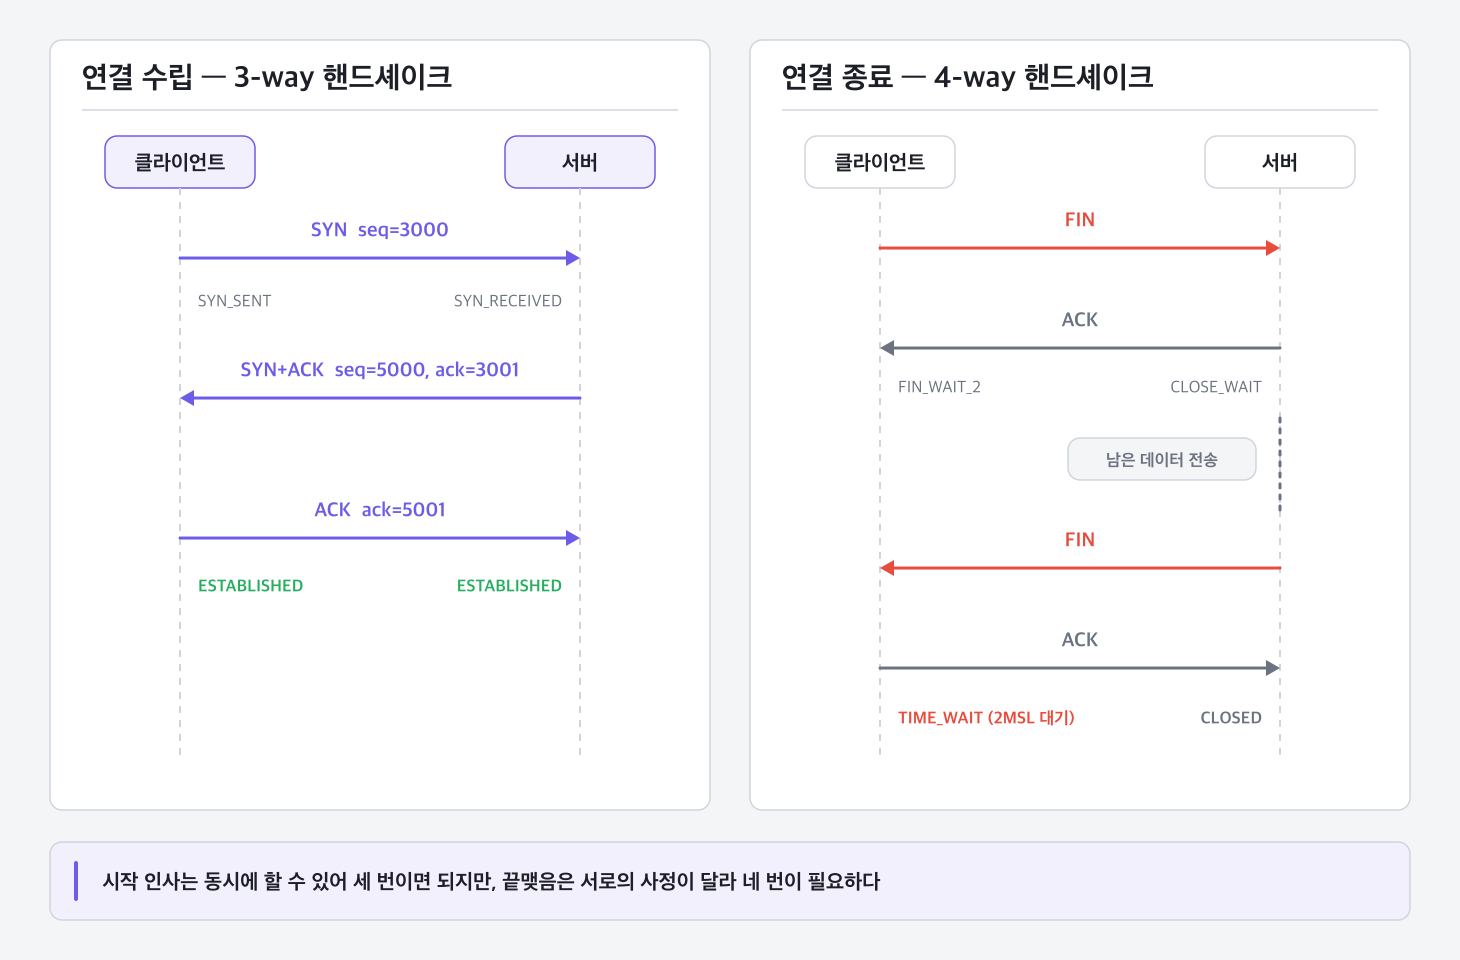 연결 수립 — 3-way 핸드셰이크
클라이언트
서버
SYN seq=3000
SYN_SENT
SYN_RECEIVED
SYN+ACK seq=5000, ack=3001
ACK ack=5001
ESTABLISHED
ESTABLISHED
연결 종료 — 4-way 핸드셰이크
클라이언트
서버
FIN
ACK
FIN_WAIT_2
CLOSE_WAIT
남은 데이터 전송
FIN
ACK
TIME_WAIT (2MSL 대기)
CLOSED
시작 인사는 동시에 할 수 있어 세 번이면 되지만, 끝맺음은 서로의 사정이 달라 네 번이 필요하다